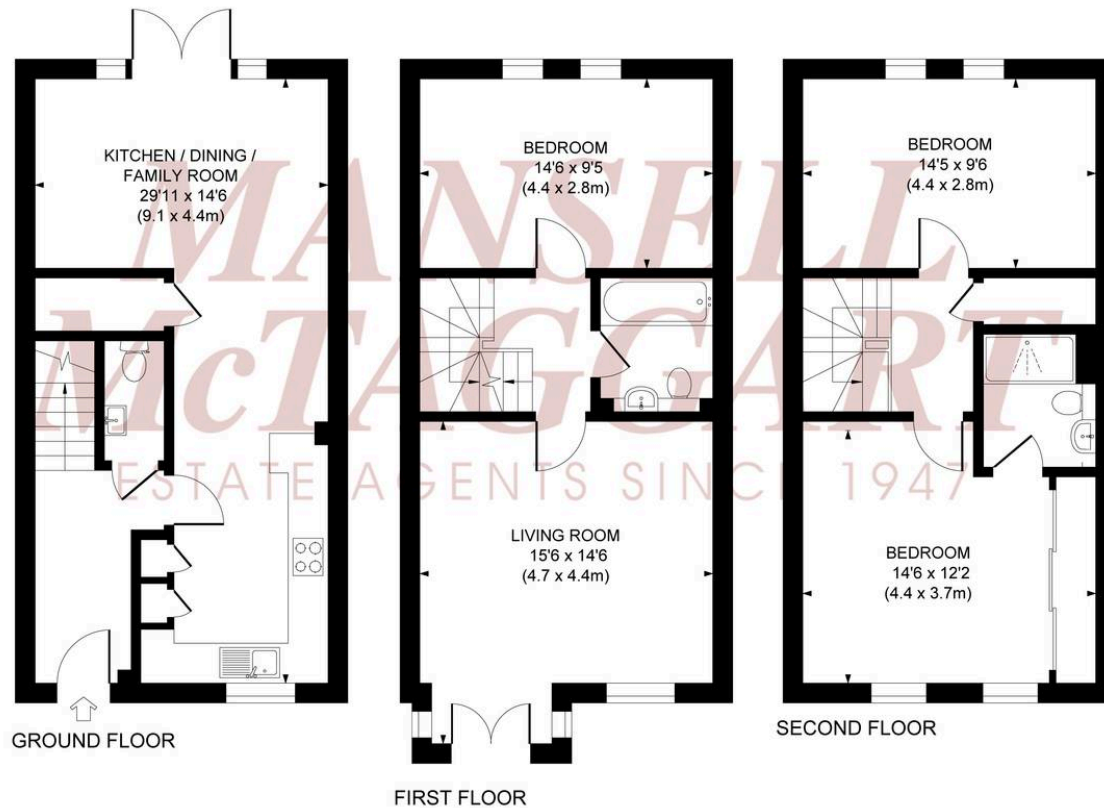 KITCHEN / DINING /
FAMILY ROOM
29'11 x 14'6
(9.1 x 4.4m)
GROUND FLOOR
BEDROOM
14'6 x 9'5
(4.4 x 2.8m)
LIVING ROOM
15'6 x 14'6
(4.7 x 4.4m)
FIRST FLOOR
BEDROOM
14'5 x 9'6
(4.4 x 2.8m)
BEDROOM
14'6 x 12'2
(4.4 x 3.7m)
SECOND FLOOR
MANSELL
McTAGGART
ESTATE AGENTS SINCE 1947